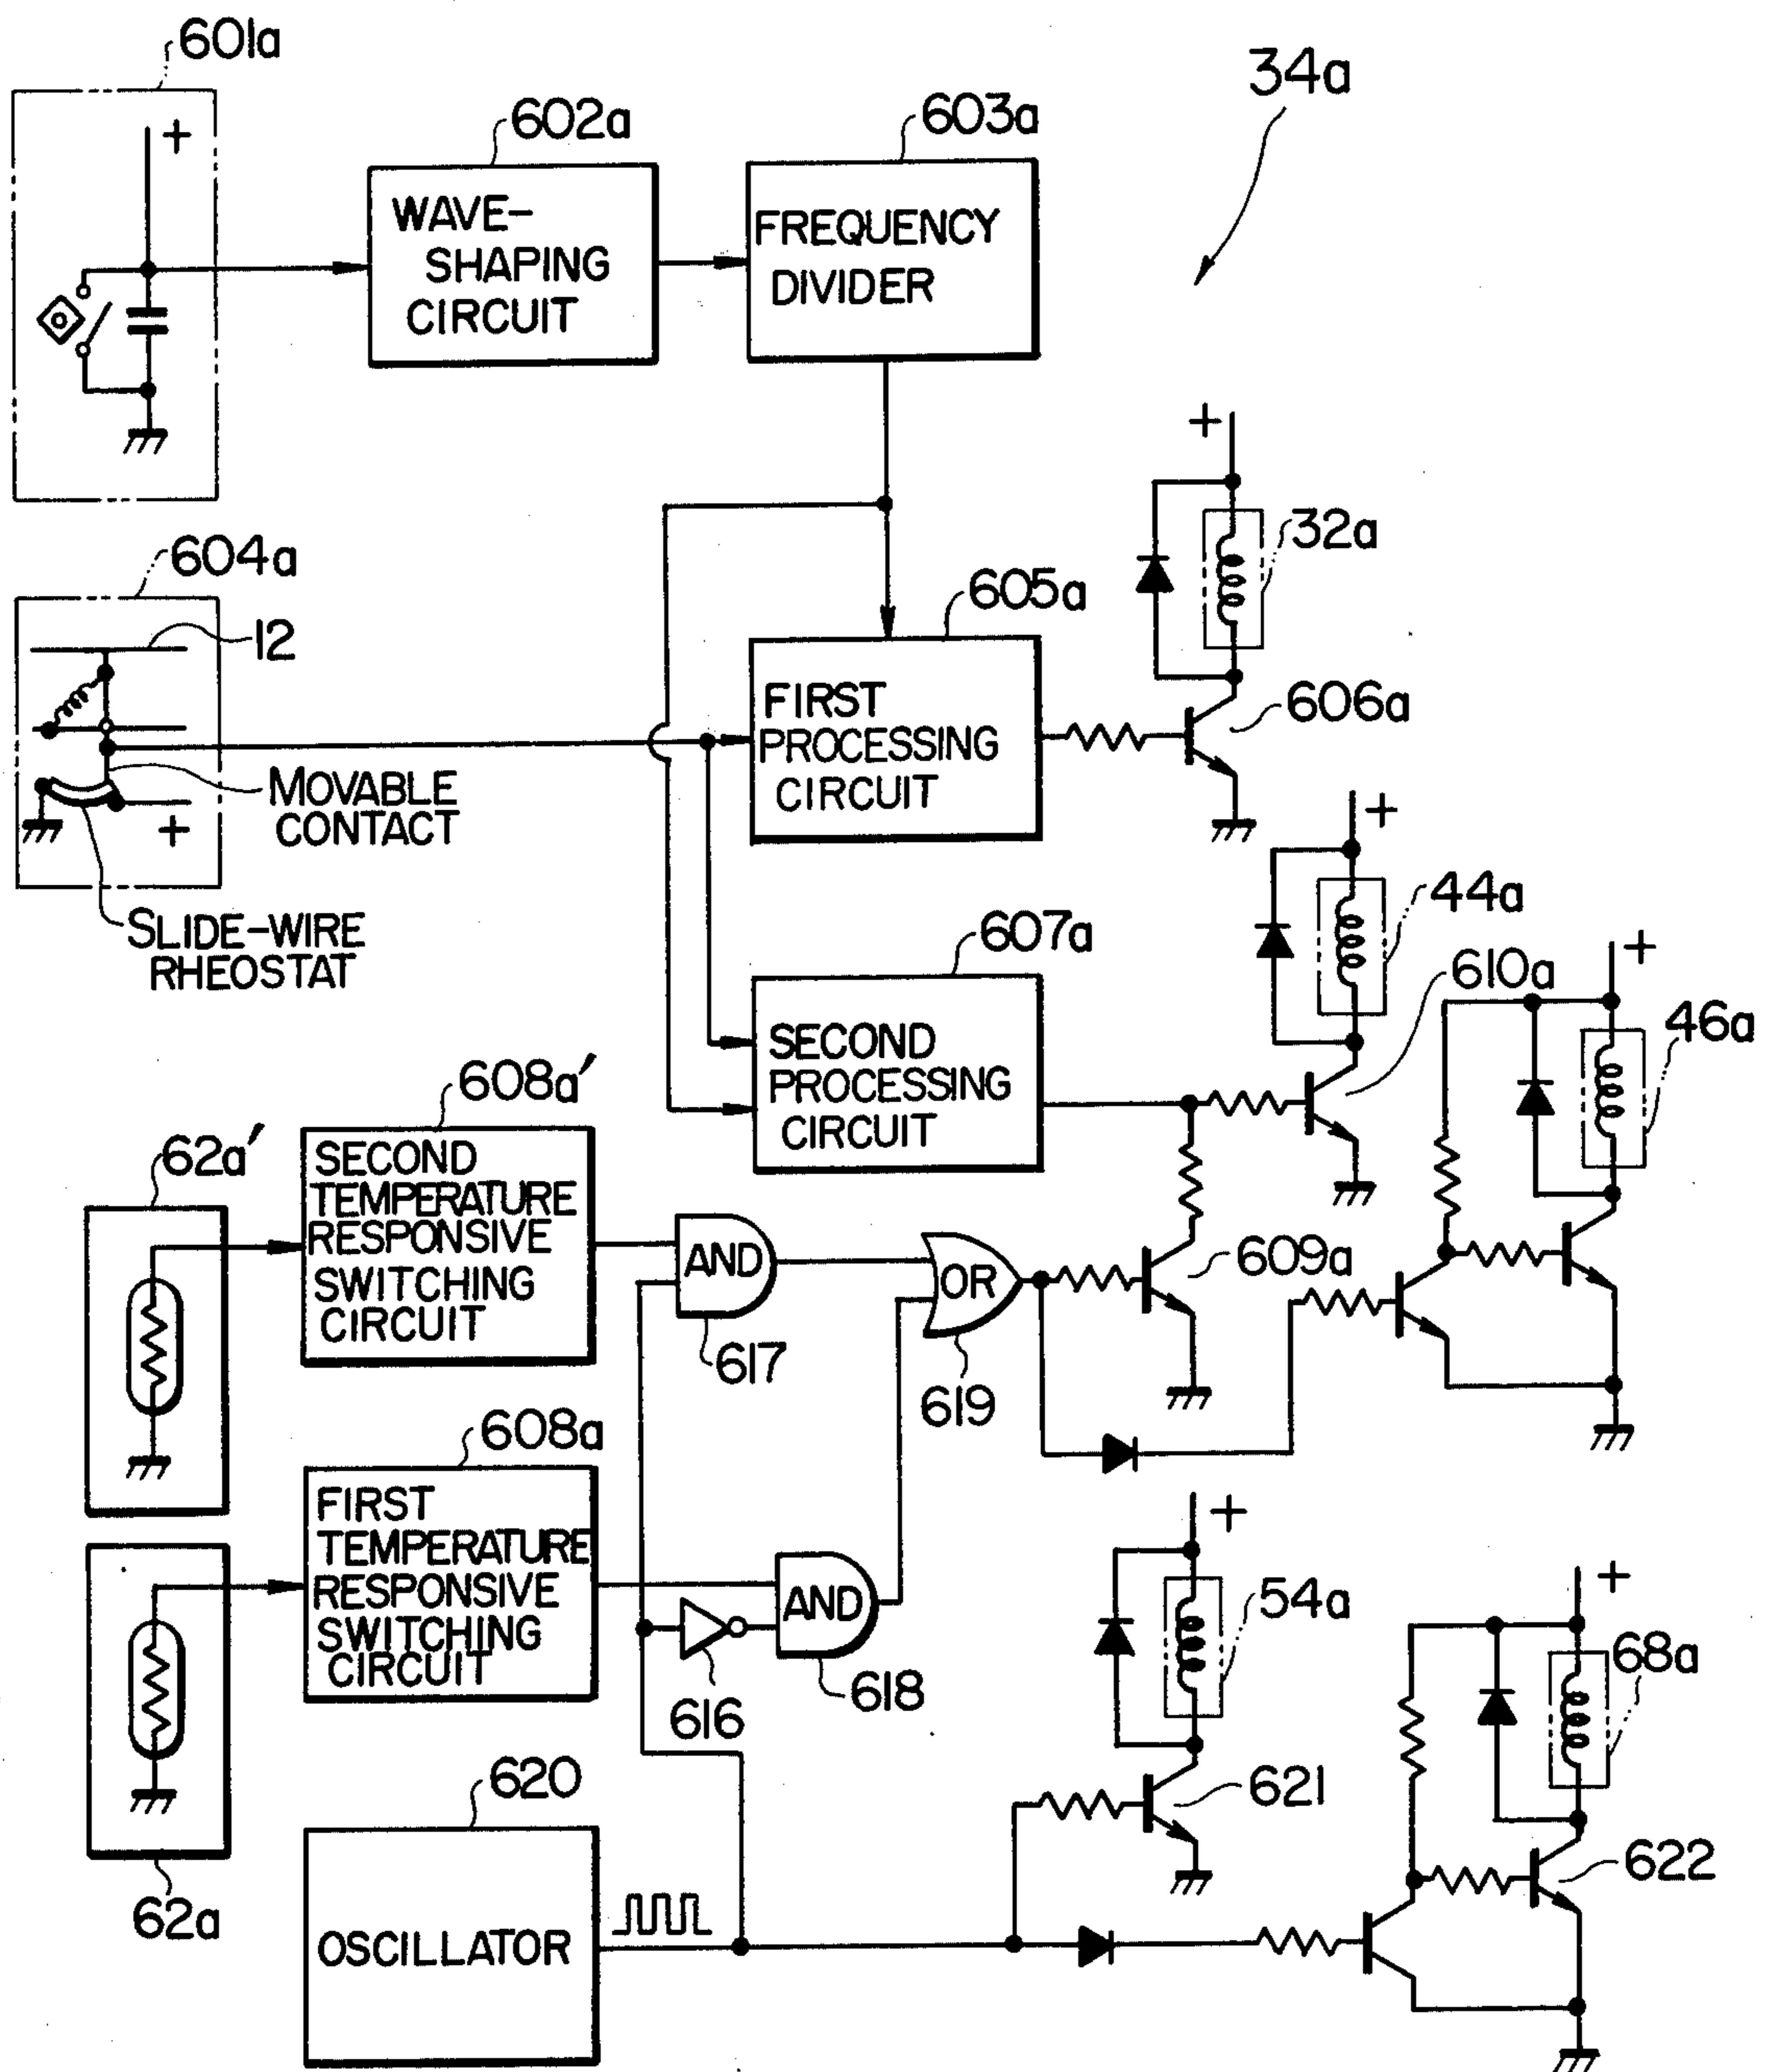 601a
34a
602a
603a
+
WAVE-
SHAPING
CIRCUIT
FREQUENCY
DIVIDER
+
32a
604a
605a
12
FIRST
PROCESSING
CIRCUIT
606a
MOVABLE
CONTACT
+
+
44a
SLIDE-WIRE
RHEOSTAT
607a
610a
+
46a
SECOND
PROCESSING
CIRCUIT
608a'
62a'
SECOND
TEMPERATURE
RESPONSIVE
SWITCHING
CIRCUIT
AND
OR
609a
617
619
608a
FIRST
TEMPERATURE
RESPONSIVE
SWITCHING
CIRCUIT
AND
+
54a
+
68a
616
618
620
621
622
62a
OSCILLATOR